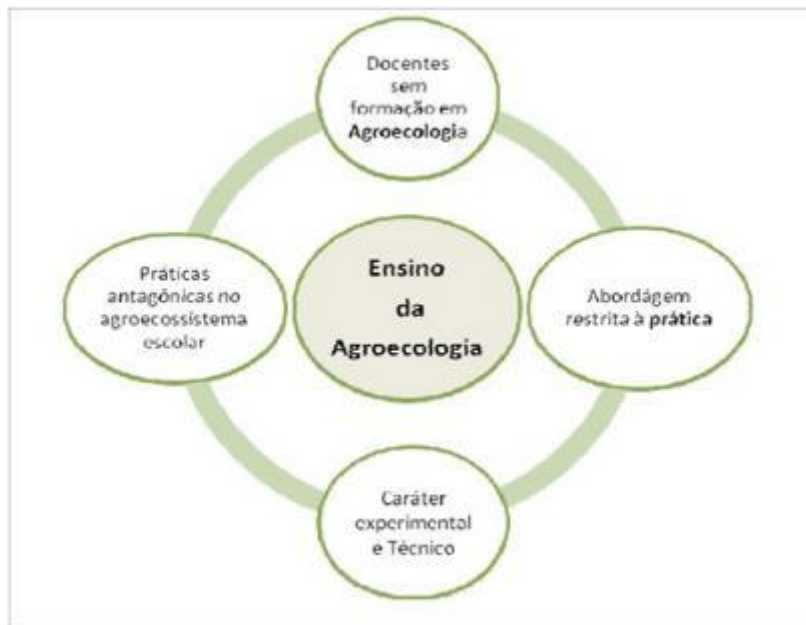 Docentes
sem
formação em
Agroecologia
Práticas
antagônicas no
agroecossistema
escolar
Ensino
da
Agroecologia
Abordágem
restrita à prática
Caráter
experimental
e Técnico